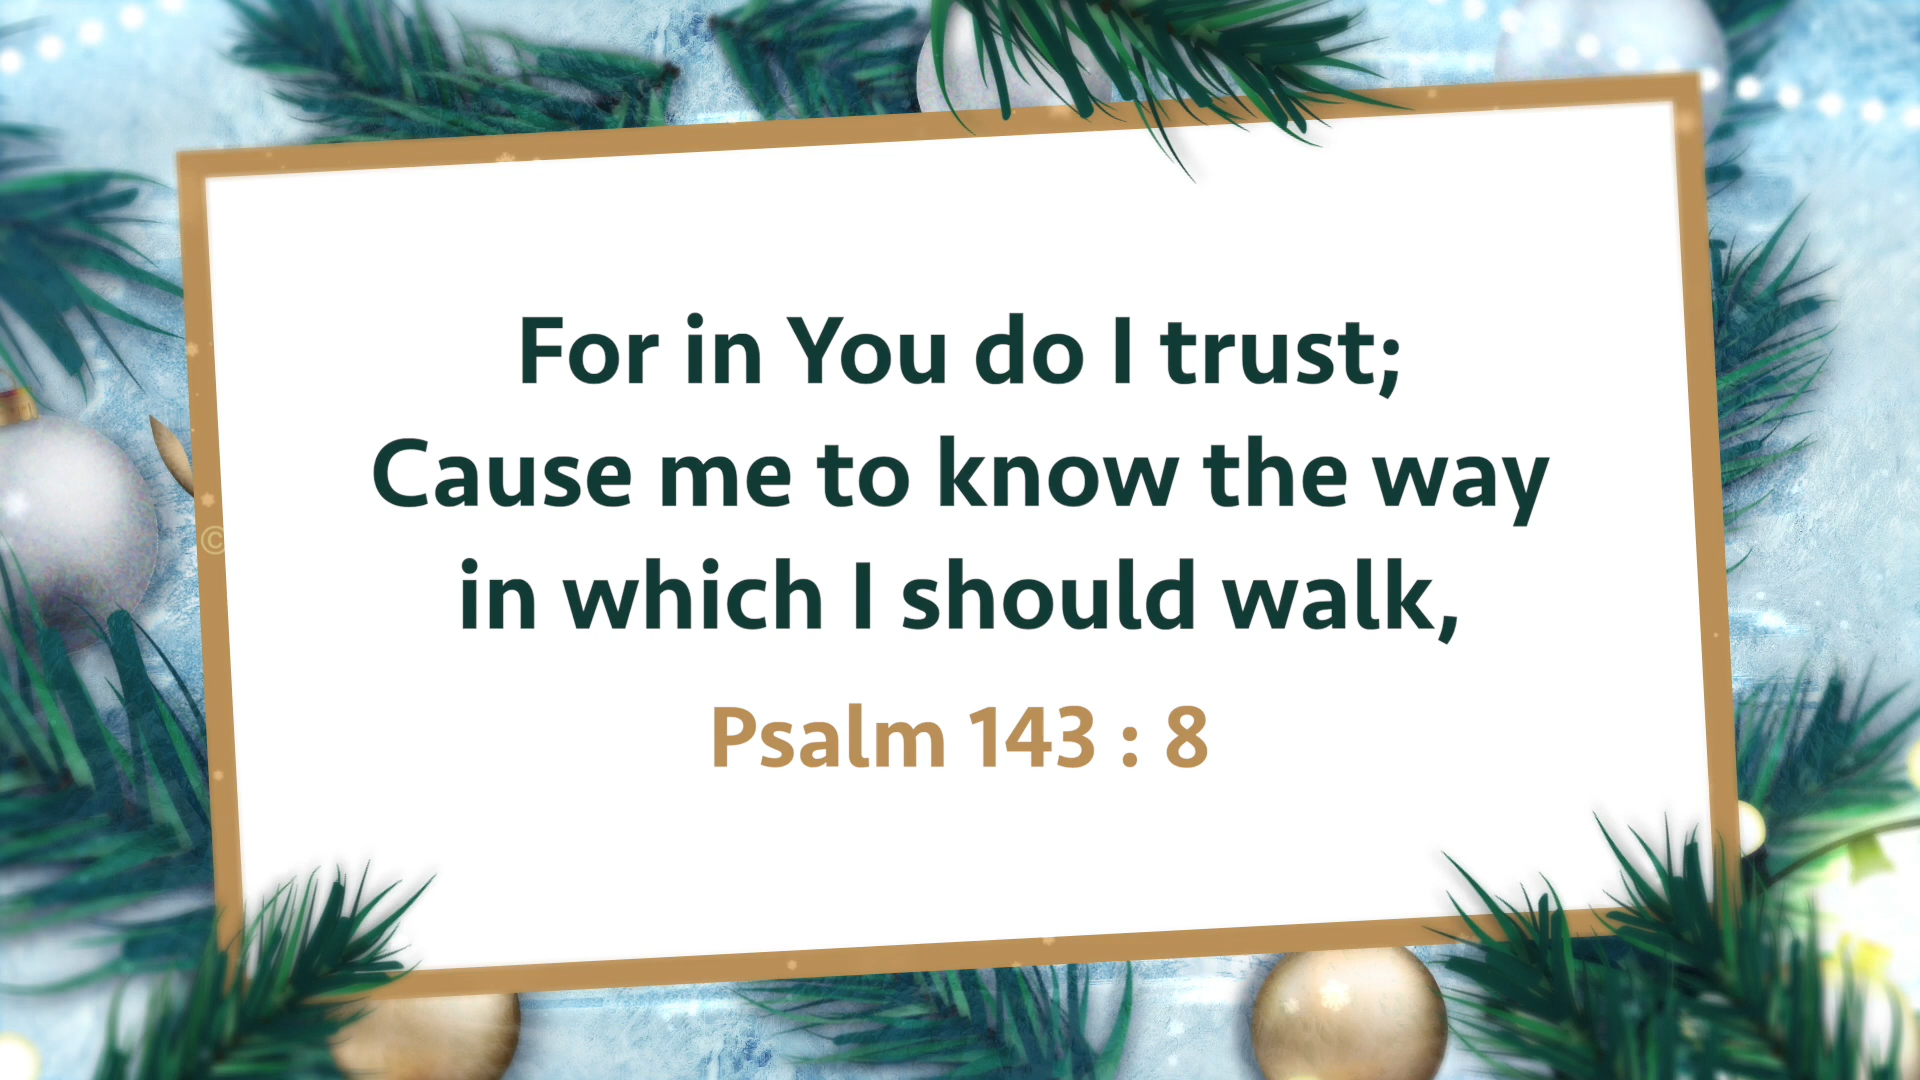 For in You do I trust;
Cause me to know the way
in which I should walk,
Psalm 143 : 8
©